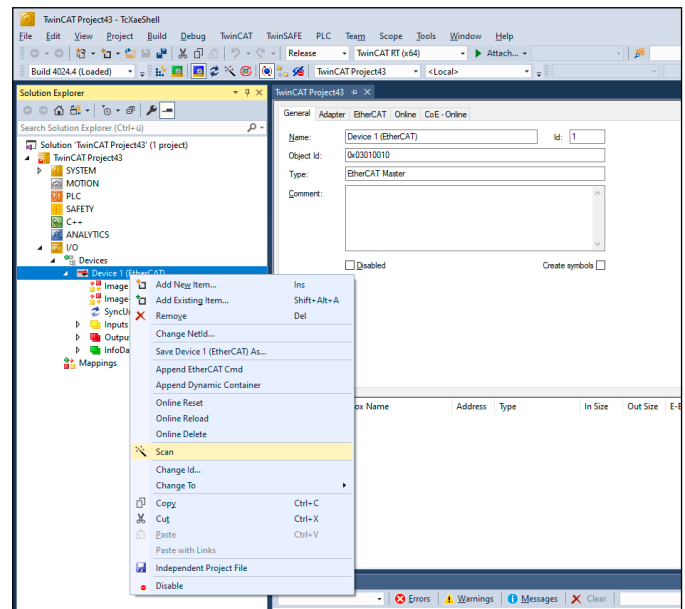 TwinCAT Project43 - TcXaeShell
File Edit View Project Build Debug TwinCAT TwinSAFE PLC Team Scope Tools Window Help
Release TwinCAT RT (x64) Attach...
Build 4024.4 (Loaded) TwinCAT Project43 <Local>
Solution Explorer
Search Solution Explorer (Ctrl+ü)
Solution 'TwinCAT Project43' (1 project)
TwinCAT Project43
SYSTEM
MOTION
PLC
SAFETY
C++
ANALYTICS
I/O
Devices
Device 1 (EtherCAT)
Image
Image
SyncU
Inputs
Outpu
InfoDa
Mappings
Add New Item... Ins
Add Existing Item... Shift+Alt+A
Remove Del
Change NetId...
Save Device 1 (EtherCAT) As...
Append EtherCAT Cmd
Append Dynamic Container
Online Reset
Online Reload
Online Delete
Scan
Change Id...
Change To
Copy Ctrl+C
Cut Ctrl+X
Paste Ctrl+V
Paste with Links
Independent Project File
Disable
TwinCAT Project43
General Adapter EtherCAT Online CoE - Online
Name: Device 1 (EtherCAT) Id: 1
Object Id: 0x03010010
Type: EtherCAT Master
Comment:
Disabled Create symbols
ox Name Address Type In Size Out Size E-B
Errors Warnings Messages Clear